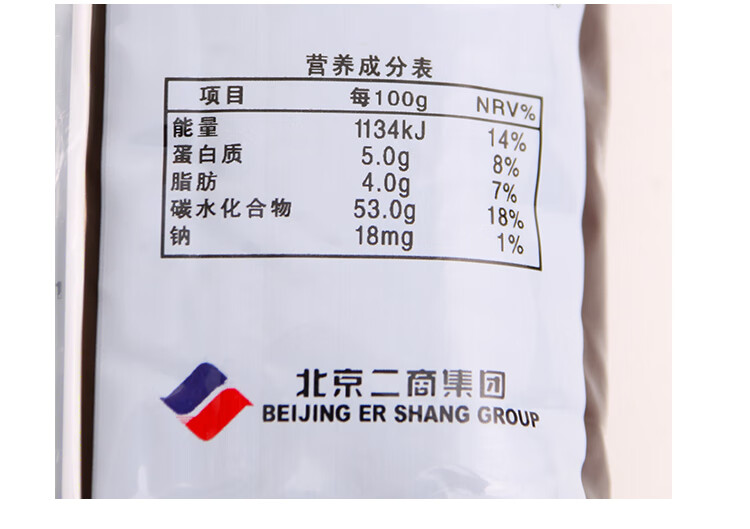 营养成分表
项目 每100g NRV%
能量 1134kJ 14%
蛋白质 5.0g 8%
脂肪 4.0g 7%
碳水化合物 53.0g 18%
钠 18mg 1%
北京二商集团
BEIJING ER SHANG GROUP